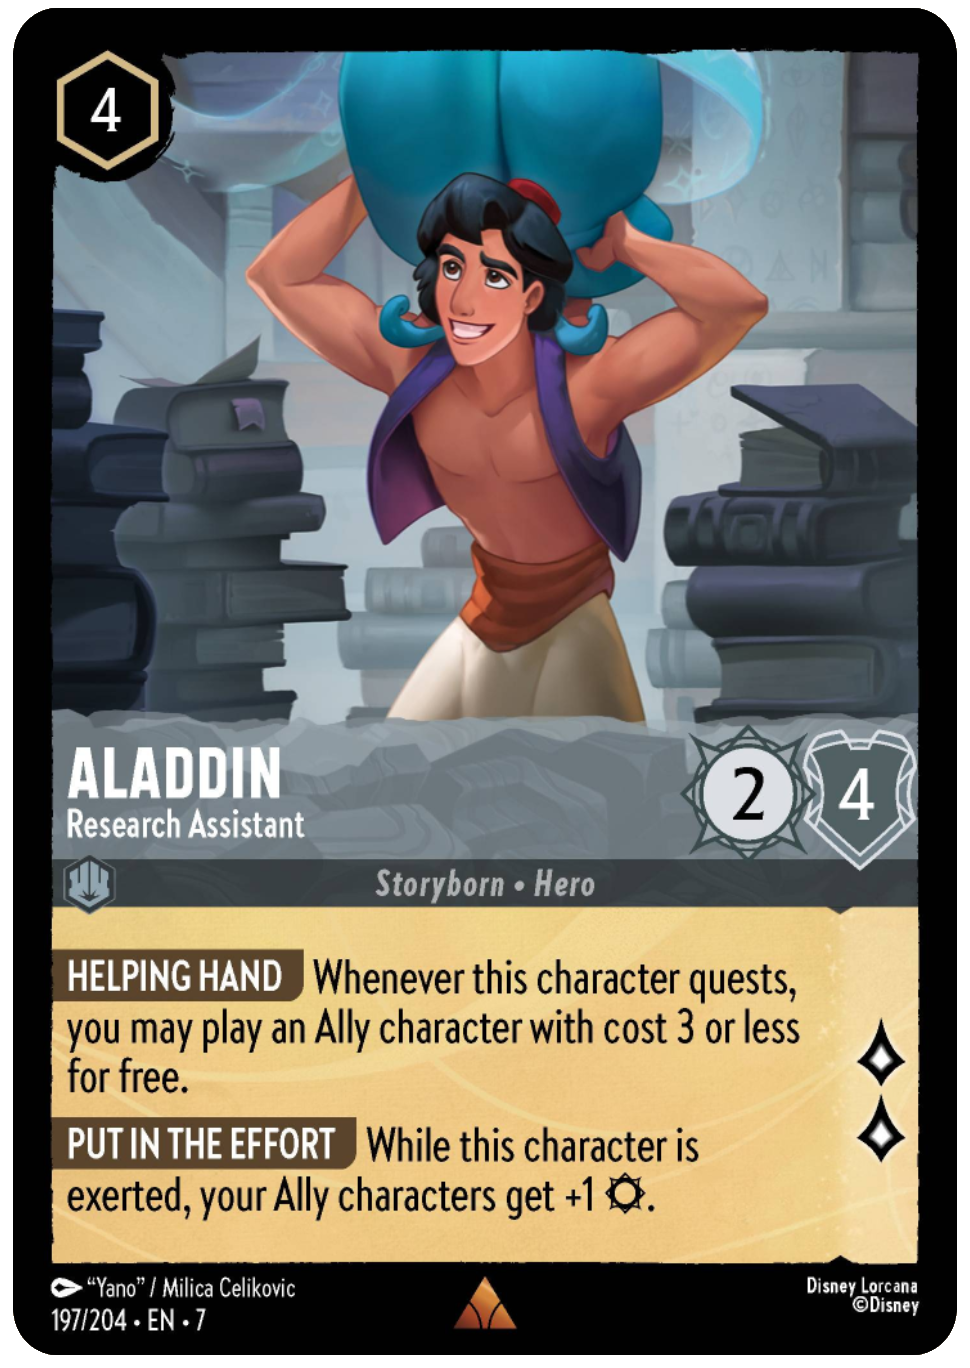 4
ALADDIN
Research Assistant
2
4
Storyborn • Hero
HELPING HAND Whenever this character quests,
you may play an Ally character with cost 3 or less
for free.
PUT IN THE EFFORT While this character is
exerted, your Ally characters get +1 .
"Yano" / Milica Celikovic
197/204 • EN • 7
Disney Lorcana
©Disney